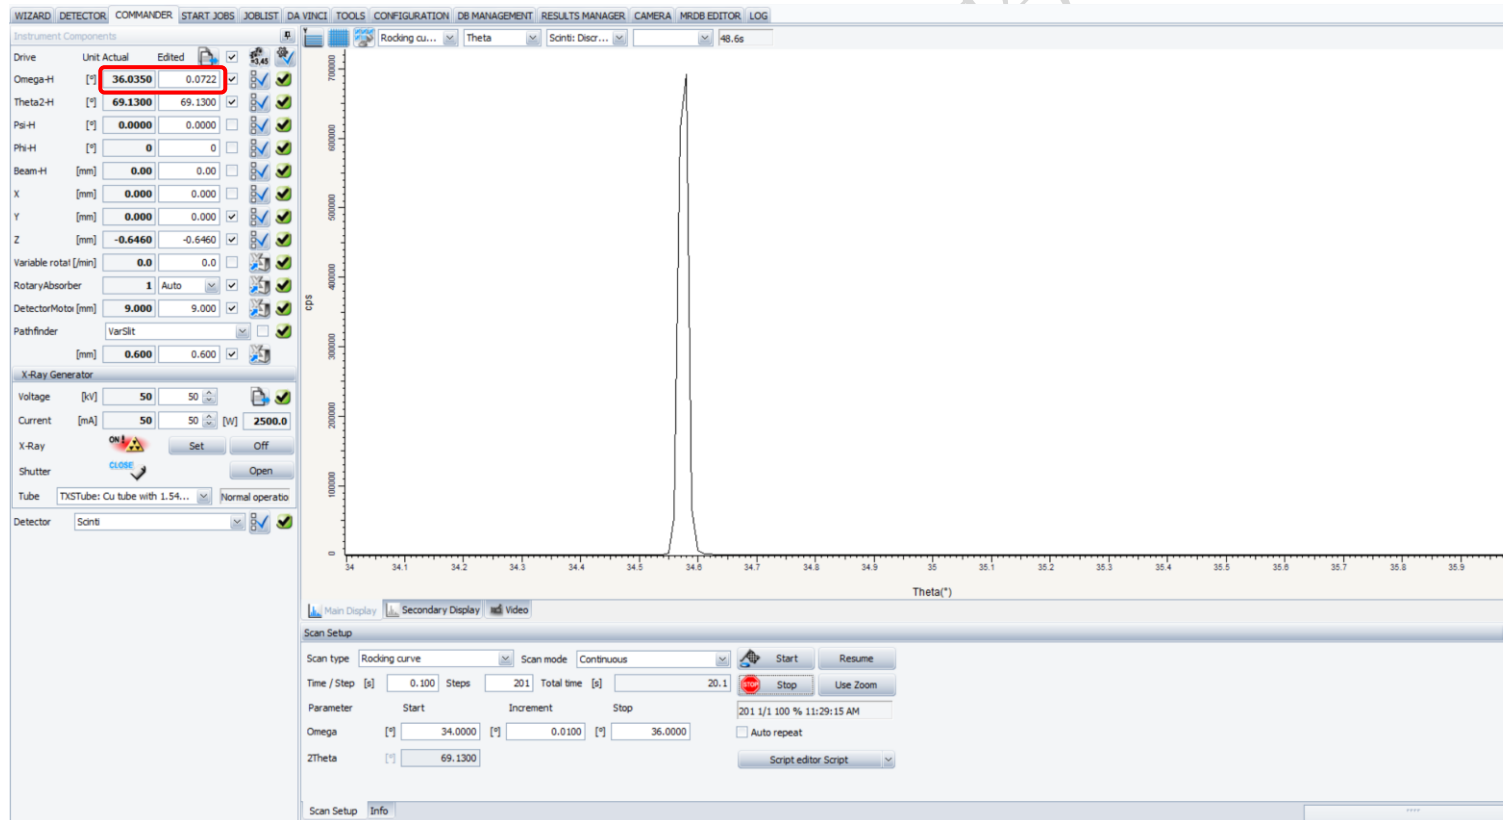 WIZARD DETECTOR COMMANDER START JOBS JOBLIST DA VINCI TOOLS CONFIGURATION DB MANAGEMENT RESULTS MANAGER CAMERA MRDB EDITOR LOG
Instrument Components
Rocking cu... Theta Scinti: Discr... 48.6s
Drive Unit Actual Edited
Omega-H [°] 36.0350 0.0722
Theta2-H [°] 69.1300 69.1300
Psi-H [°] 0.0000 0.0000
Phi-H [°] 0 0
Beam-H [mm] 0.00 0.00
X [mm] 0.000 0.000
Y [mm] 0.000 0.000
Z [mm] -0.6460 -0.6460
Variable rotat [/min] 0.0 0.0
RotaryAbsorber 1 Auto
DetectorMoto [mm] 9.000 9.000
Pathfinder VarSlit
[mm] 0.600 0.600
X-Ray Generator
Voltage [kV] 50 50
Current [mA] 50 50 [W] 2500.0
X-Ray ON Set Off
Shutter CLOSE Open
Tube TXSTube: Cu tube with 1.54... Normal operatio
Detector Scinti
cps
700000
600000
500000
400000
300000
200000
100000
0
34 34.1 34.2 34.3 34.4 34.5 34.6 34.7 34.8 34.9 35 35.1 35.2 35.3 35.4 35.5 35.6 35.7 35.8 35.9
Theta(°)
Main Display Secondary Display Video
Scan Setup
Scan type Rocking curve Scan mode Continuous Start Resume
Time / Step [s] 0.100 Steps 201 Total time [s] 20.1 STOP Stop Use Zoom
Parameter Start Increment Stop 201 1/1 100 % 11:29:15 AM
Omega [°] 34.0000 [°] 0.0100 [°] 36.0000 Auto repeat
2Theta [°] 69.1300 Script editor Script
Scan Setup Info